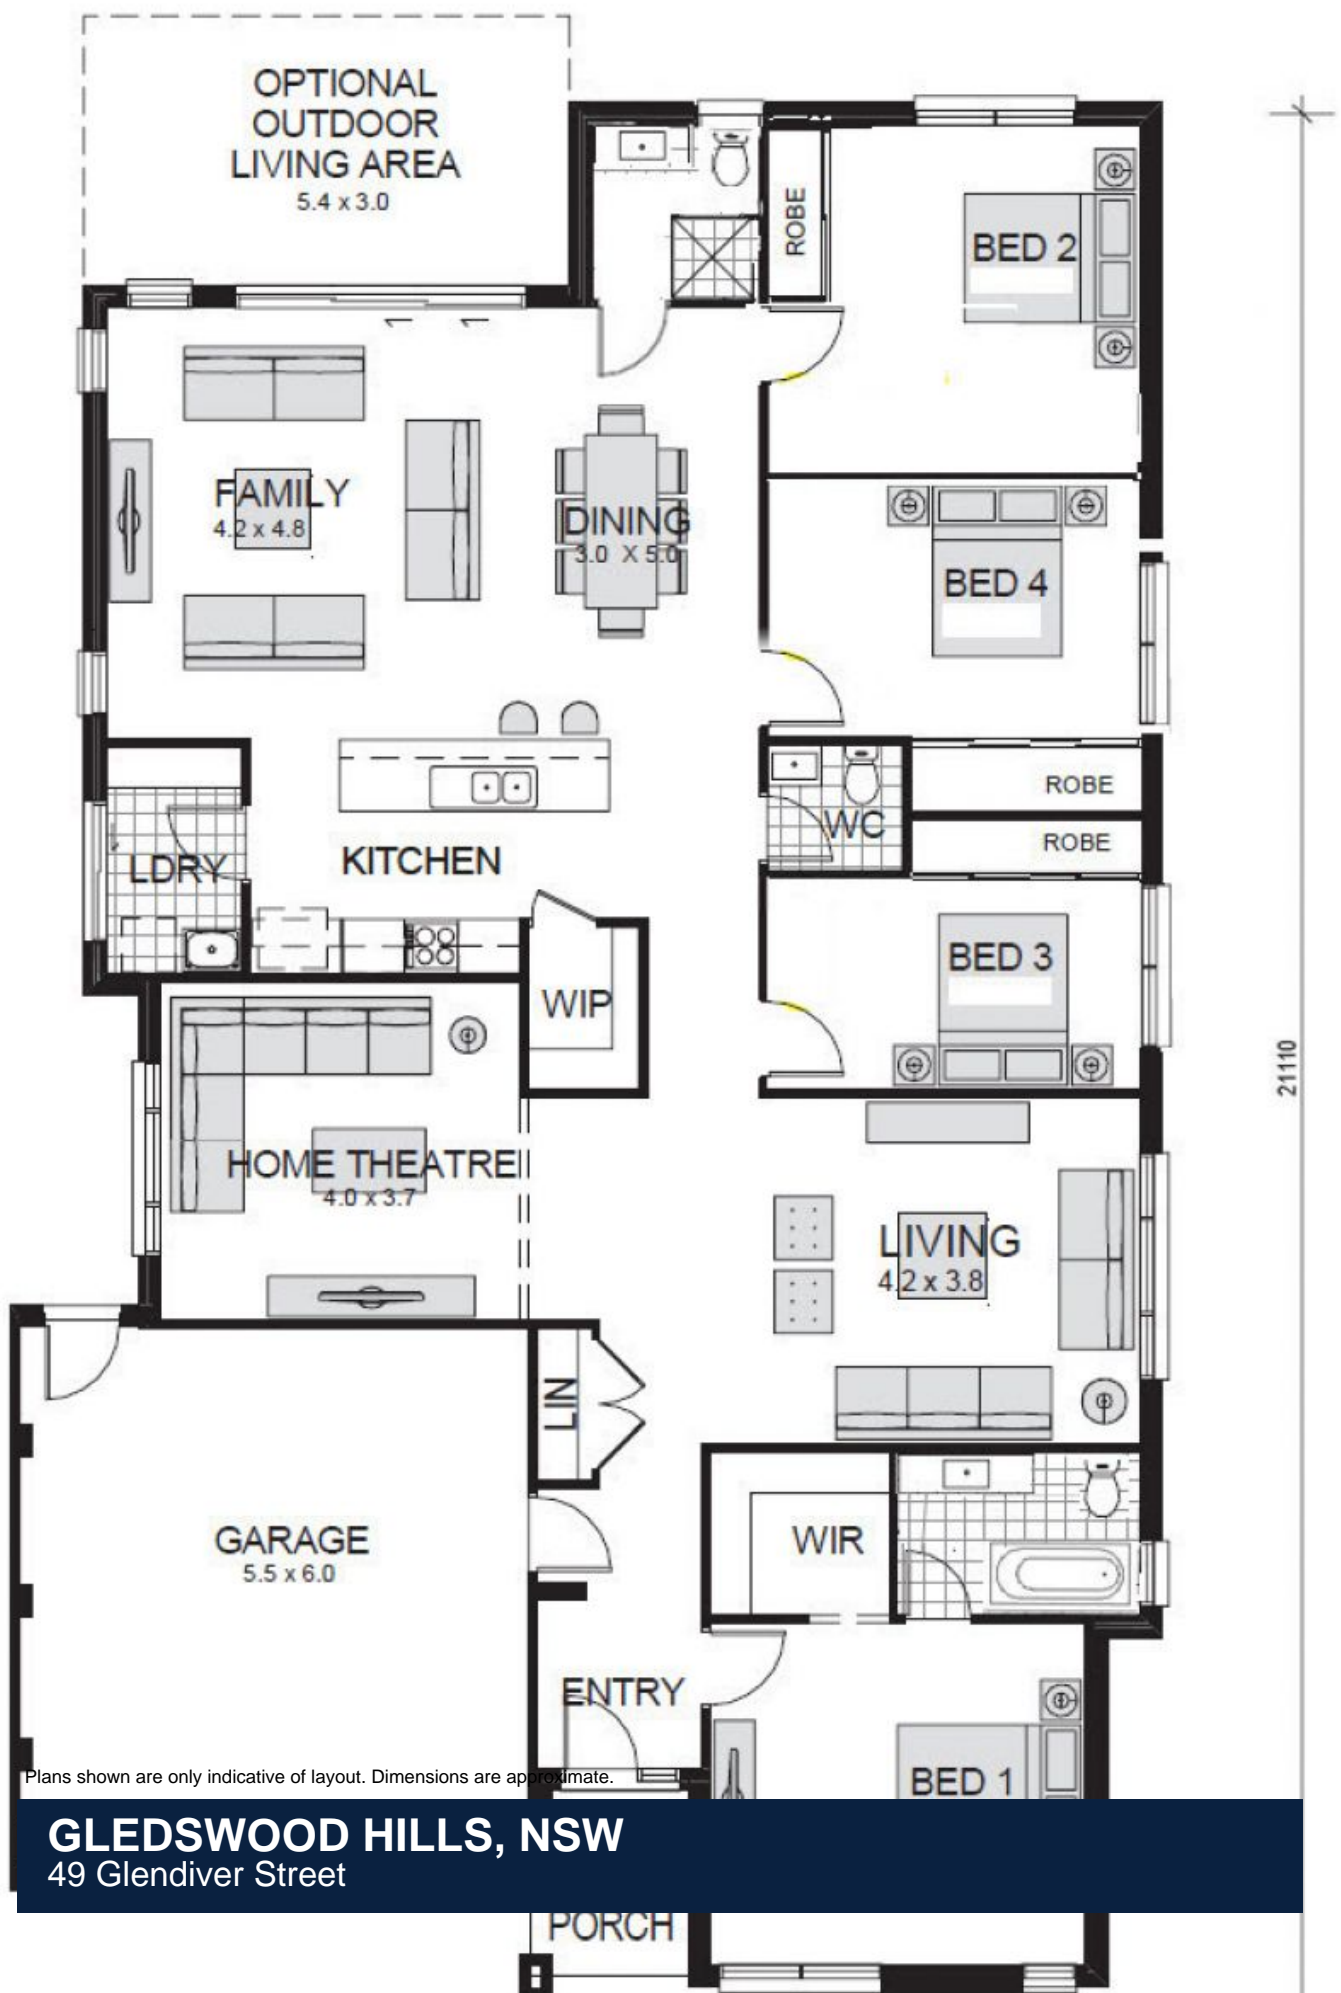 OPTIONAL
OUTDOOR
LIVING AREA
5.4 x 3.0
ROBE
BED 2
FAMILY
4.2 x 4.8
DINING
3.0 X 5.0
BED 4
ROBE
WC
ROBE
LDRY
KITCHEN
BED 3
WIP
21110
HOME THEATRE
4.0 x 3.7
LIVING
4.2 x 3.8
LIN
GARAGE
5.5 x 6.0
WIR
ENTRY
BED 1
Plans shown are only indicative of layout. Dimensions are approximate.
GLEDSWOOD HILLS, NSW
49 Glendiver Street
PORCH